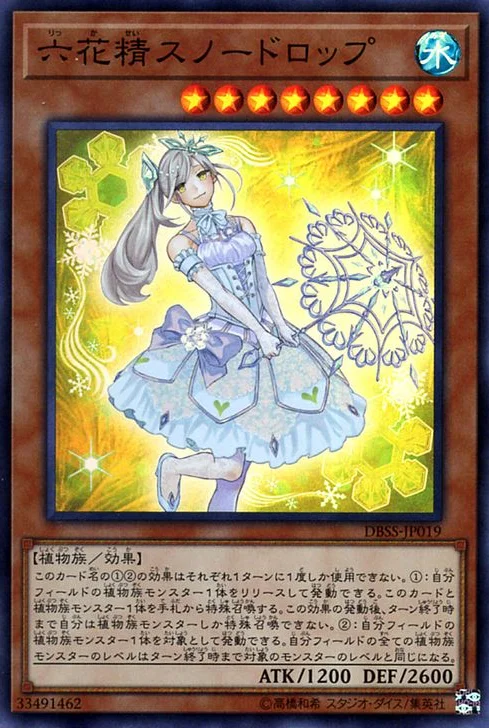 六花精スノードロップ
りっ か せい
水
DBSS-JP019
【植物族/効果】
このカード名の①②の効果はそれぞれ1ターンに1度しか使用できない。①：自分
フィールドの植物族モンスター1体をリリースして発動できる。このカードと
植物族モンスター1体を手札から特殊召喚する。この効果の発動後、ターン終了時
まで自分は植物族モンスターしか特殊召喚できない。②：自分フィールドの
植物族モンスター1体を対象として発動できる。自分フィールドの全ての植物族
モンスターのレベルはターン終了時まで対象のモンスターのレベルと同じになる。
ATK/1200 DEF/2600
33491462
©高橋和希 スタジオ・ダイス/集英社